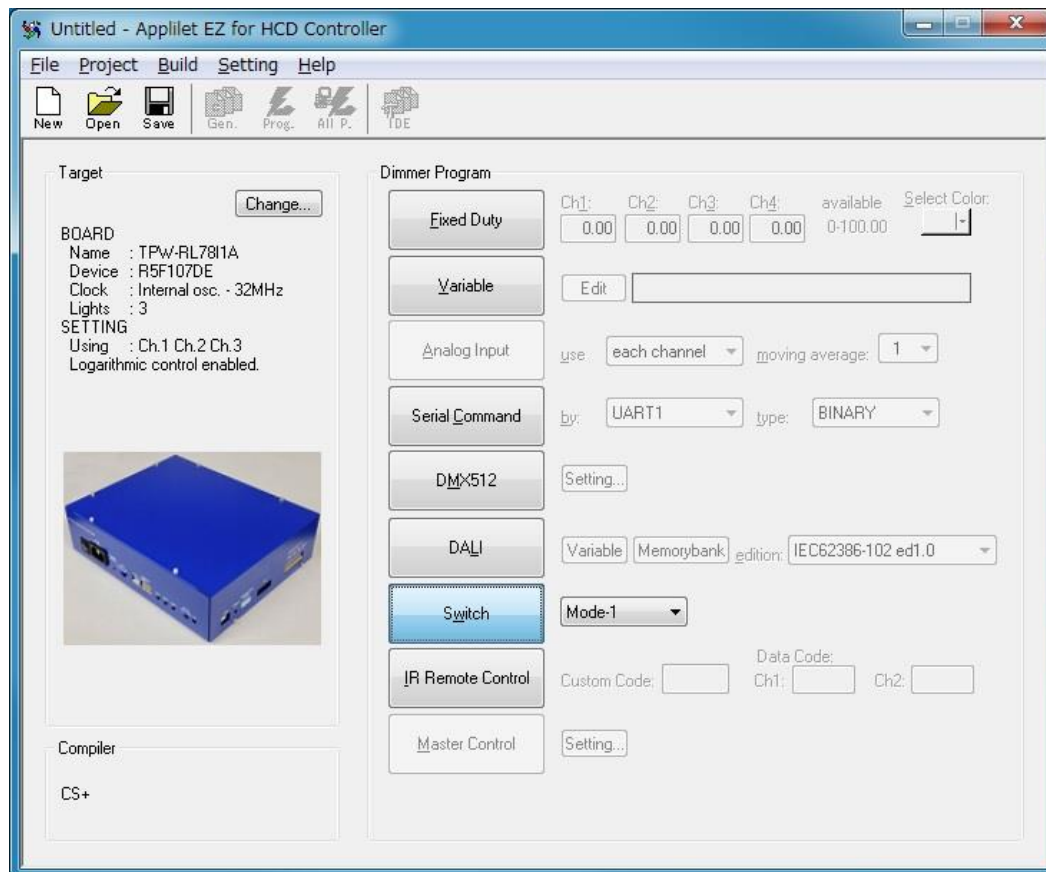 Untitled - Applilet EZ for HCD Controller
File Project Build Setting Help
New Open Save Gen. Prog. All P. IDE
Target
Change...
BOARD
Name : TPW-RL78I1A
Device : R5F107DE
Clock : Internal osc. - 32MHz
Lights : 3
SETTING
Using : Ch.1 Ch.2 Ch.3
Logarithmic control enabled.
Compiler
CS+
Dimmer Program
Fixed Duty Ch1: Ch2: Ch3: Ch4: available Select Color:
0.00 0.00 0.00 0.00 0-100.00
Variable Edit
Analog Input use each channel moving average: 1
Serial Command by: UART1 type: BINARY
DMX512 Setting...
DALI Variable Memorybank edition: IEC62386-102 ed1.0
Switch Mode-1
IR Remote Control Custom Code: Data Code:
Ch1: Ch2:
Master Control Setting...